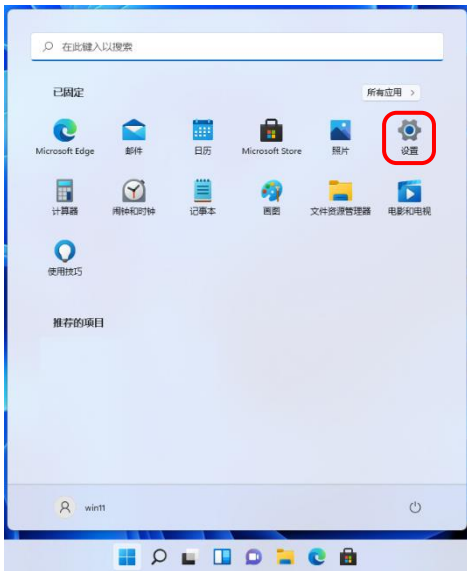 在此键入以搜索
已固定
所有应用 >
Microsoft Edge 邮件 日历 Microsoft Store 照片 设置
计算器 闹钟和时钟 记事本 画图 文件资源管理器 电影和电视
使用技巧
推荐的项目
win11